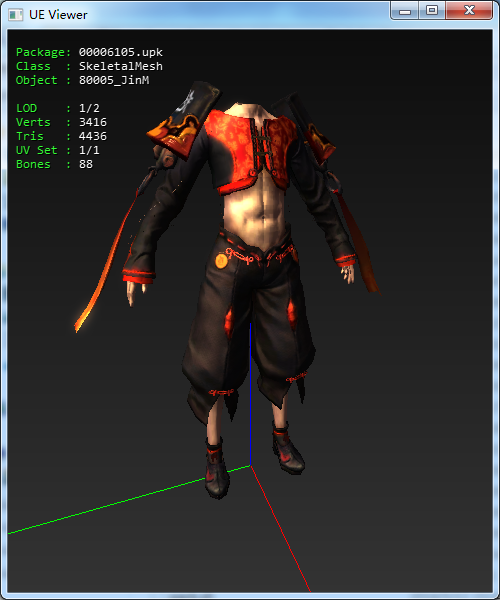 UE Viewer
Package: 00006105.upk
Class : SkeletalMesh
Object : 80005_JinM
LOD : 1/2
Verts : 3416
Tris : 4436
UV Set : 1/1
Bones : 88